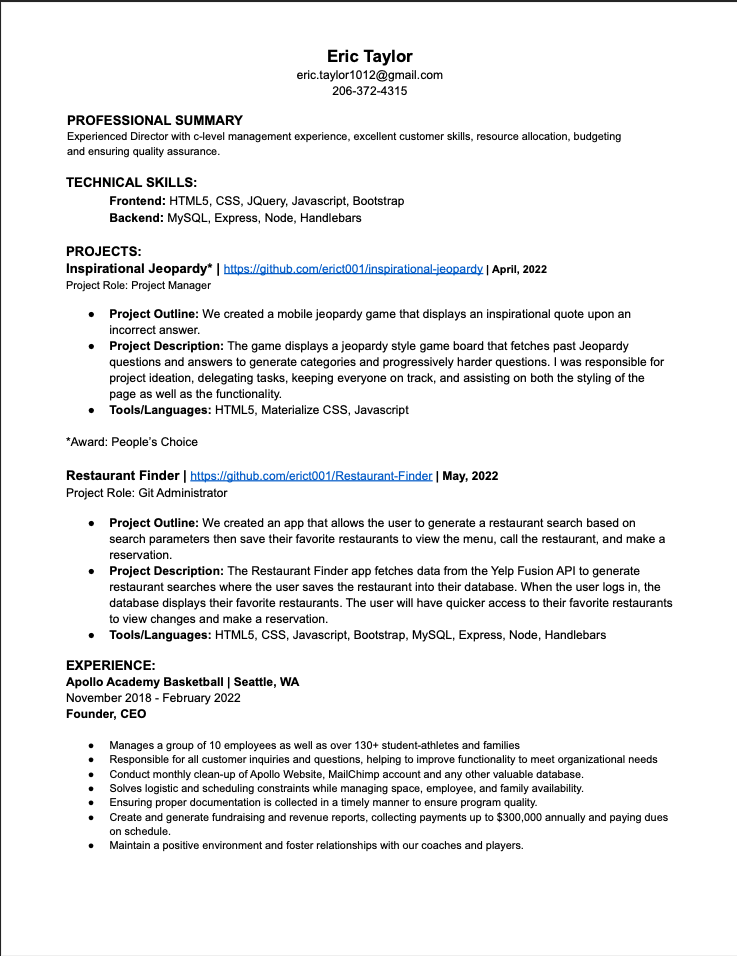 Eric Taylor
eric.taylor1012@gmail.com
206-372-4315
PROFESSIONAL SUMMARY
Experienced Director with c-level management experience, excellent customer skills, resource allocation, budgeting
and ensuring quality assurance.
TECHNICAL SKILLS:
Frontend: HTML5, CSS, JQuery, Javascript, Bootstrap
Backend: MySQL, Express, Node, Handlebars
PROJECTS:
Inspirational Jeopardy* | https://github.com/erict001/inspirational-jeopardy | April, 2022
Project Role: Project Manager
● Project Outline: We created a mobile jeopardy game that displays an inspirational quote upon an
incorrect answer.
● Project Description: The game displays a jeopardy style game board that fetches past Jeopardy
questions and answers to generate categories and progressively harder questions. I was responsible for
project ideation, delegating tasks, keeping everyone on track, and assisting on both the styling of the
page as well as the functionality.
● Tools/Languages: HTML5, Materialize CSS, Javascript
*Award: People's Choice
Restaurant Finder | https://github.com/erict001/Restaurant-Finder | May, 2022
Project Role: Git Administrator
● Project Outline: We created an app that allows the user to generate a restaurant search based on
search parameters then save their favorite restaurants to view the menu, call the restaurant, and make a
reservation.
● Project Description: The Restaurant Finder app fetches data from the Yelp Fusion API to generate
restaurant searches where the user saves the restaurant into their database. When the user logs in, the
database displays their favorite restaurants. The user will have quicker access to their favorite restaurants
to view changes and make a reservation.
● Tools/Languages: HTML5, CSS, Javascript, Bootstrap, MySQL, Express, Node, Handlebars
EXPERIENCE:
Apollo Academy Basketball | Seattle, WA
November 2018 - February 2022
Founder, CEO
● Manages a group of 10 employees as well as over 130+ student-athletes and families
● Responsible for all customer inquiries and questions, helping to improve functionality to meet organizational needs
● Conduct monthly clean-up of Apollo Website, MailChimp account and any other valuable database.
● Solves logistic and scheduling constraints while managing space, employee, and family availability.
● Ensuring proper documentation is collected in a timely manner to ensure program quality.
● Create and generate fundraising and revenue reports, collecting payments up to $300,000 annually and paying dues
on schedule.
● Maintain a positive environment and foster relationships with our coaches and players.